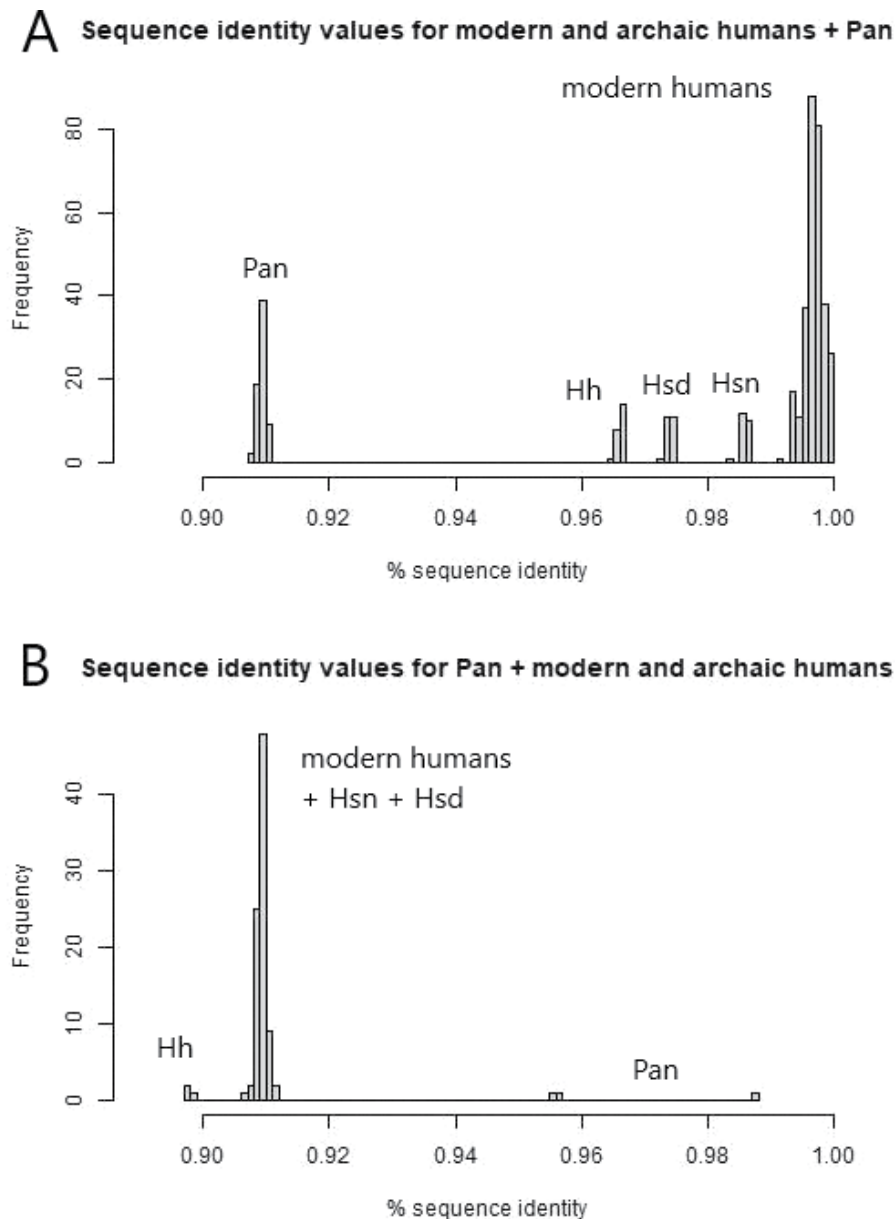 A Sequence identity values for modern and archaic humans + Pan
modern humans
80
60
40
20
0
Frequency
Pan
Hh
Hsd
Hsn
0.90 0.92 0.94 0.96 0.98 1.00
% sequence identity
B Sequence identity values for Pan + modern and archaic humans
modern humans
+ Hsn + Hsd
40
30
20
10
0
Frequency
Hh
Pan
0.90 0.92 0.94 0.96 0.98 1.00
% sequence identity